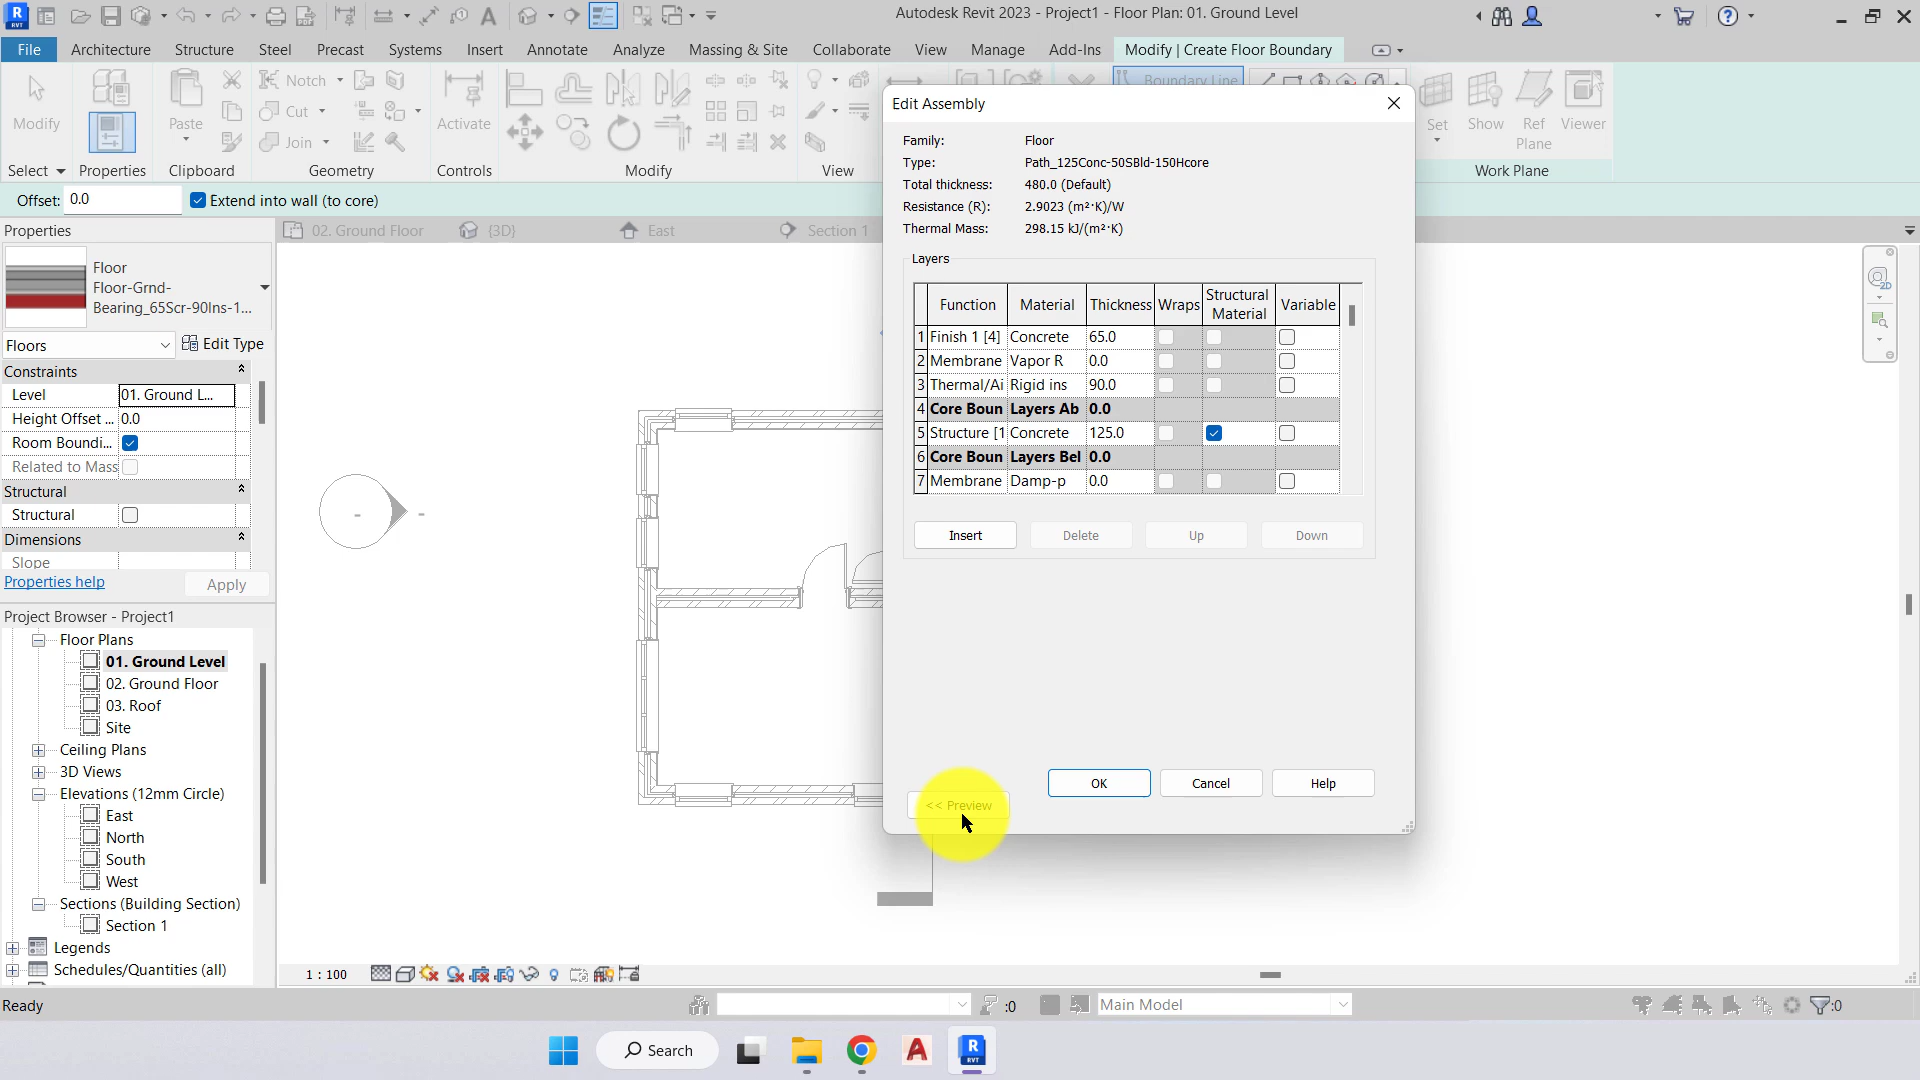 Autodesk Revit 2023 - Project1 - Floor Plan: 01. Ground Level
File Architecture Structure Steel Precast Systems Insert Annotate Analyze Massing & Site Collaborate View Manage Add-Ins Modify | Create Floor Boundary
Modify
Paste
Notch
Cut
Join
Activate
Boundary Line
Set
Show
Ref
Plane
Viewer
Select Properties Clipboard Geometry Controls Modify View Work Plane
Offset: 0.0 Extend into wall (to core)
Properties
02. Ground Floor {3D} East Section 1
Floor
Floor-Grnd-
Bearing_65Scr-90Ins-1...
Floors Edit Type
Constraints
Level 01. Ground L...
Height Offset ... 0.0
Room Boundi...
Related to Mass
Structural
Structural
Dimensions
Slope
Properties help Apply
Project Browser - Project1
Floor Plans
01. Ground Level
02. Ground Floor
03. Roof
Site
Ceiling Plans
3D Views
Elevations (12mm Circle)
East
North
South
West
Sections (Building Section)
Section 1
Legends
Schedules/Quantities (all)
Edit Assembly
Family: Floor
Type: Path_125Conc-50SBld-150Hcore
Total thickness: 480.0 (Default)
Resistance (R): 2.9023 (m²·K)/W
Thermal Mass: 298.15 kJ/(m²·K)
Layers
Function Material Thickness Wraps Structural Material Variable
1 Finish 1 [4] Concrete 65.0
2 Membrane Vapor R 0.0
3 Thermal/Ai Rigid ins 90.0
4 Core Boun Layers Ab 0.0
5 Structure [1 Concrete 125.0
6 Core Boun Layers Bel 0.0
7 Membrane Damp-p 0.0
Insert Delete Up Down
OK Cancel Help
<< Preview
1 : 100
Ready :0 Main Model :0
Search